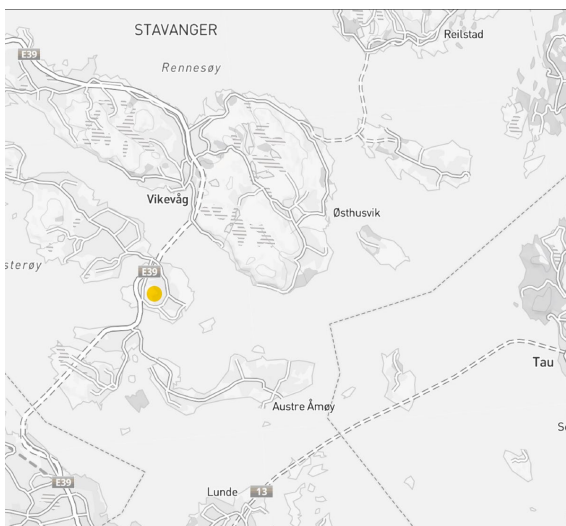 STAVANGER
Reilstad
E39
Rennesøy
Vikevåg
Østhusvik
sterøy
E39
Tau
Austre Åmøy
S
E39
Lunde
13